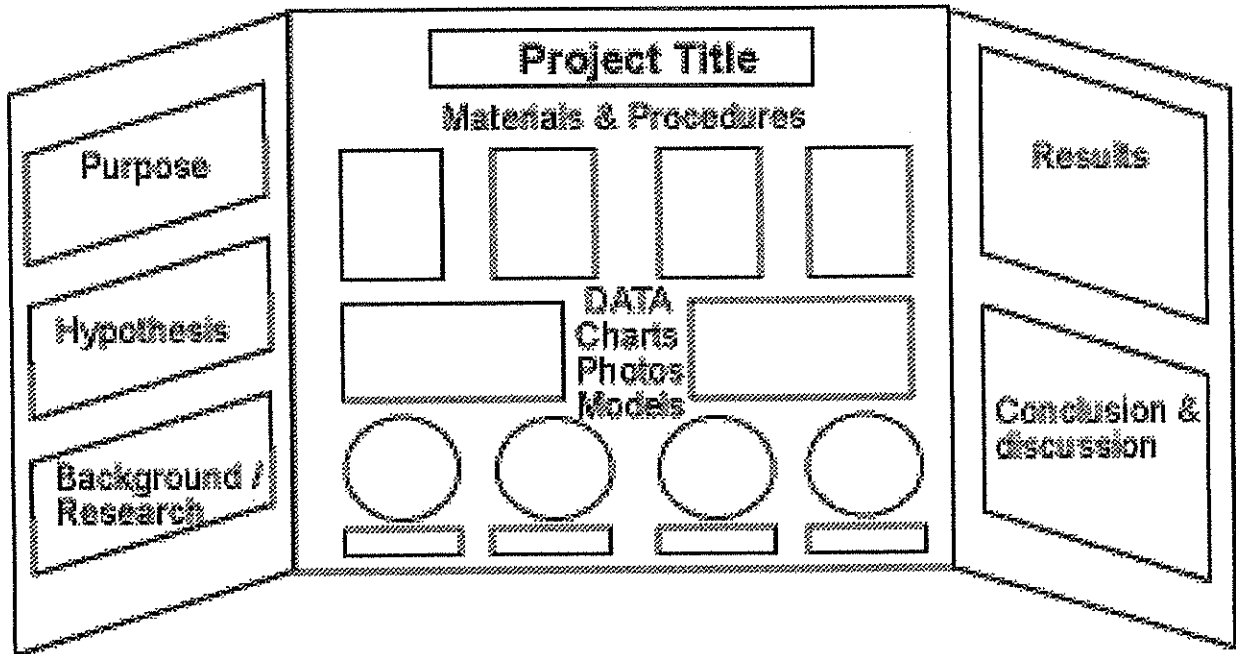 Project Title
Materials & Procedures
Purpose
Hypothesis
Background /
Research
DATA
Charts
Photos
Models
Results
Conclusion &
discussion